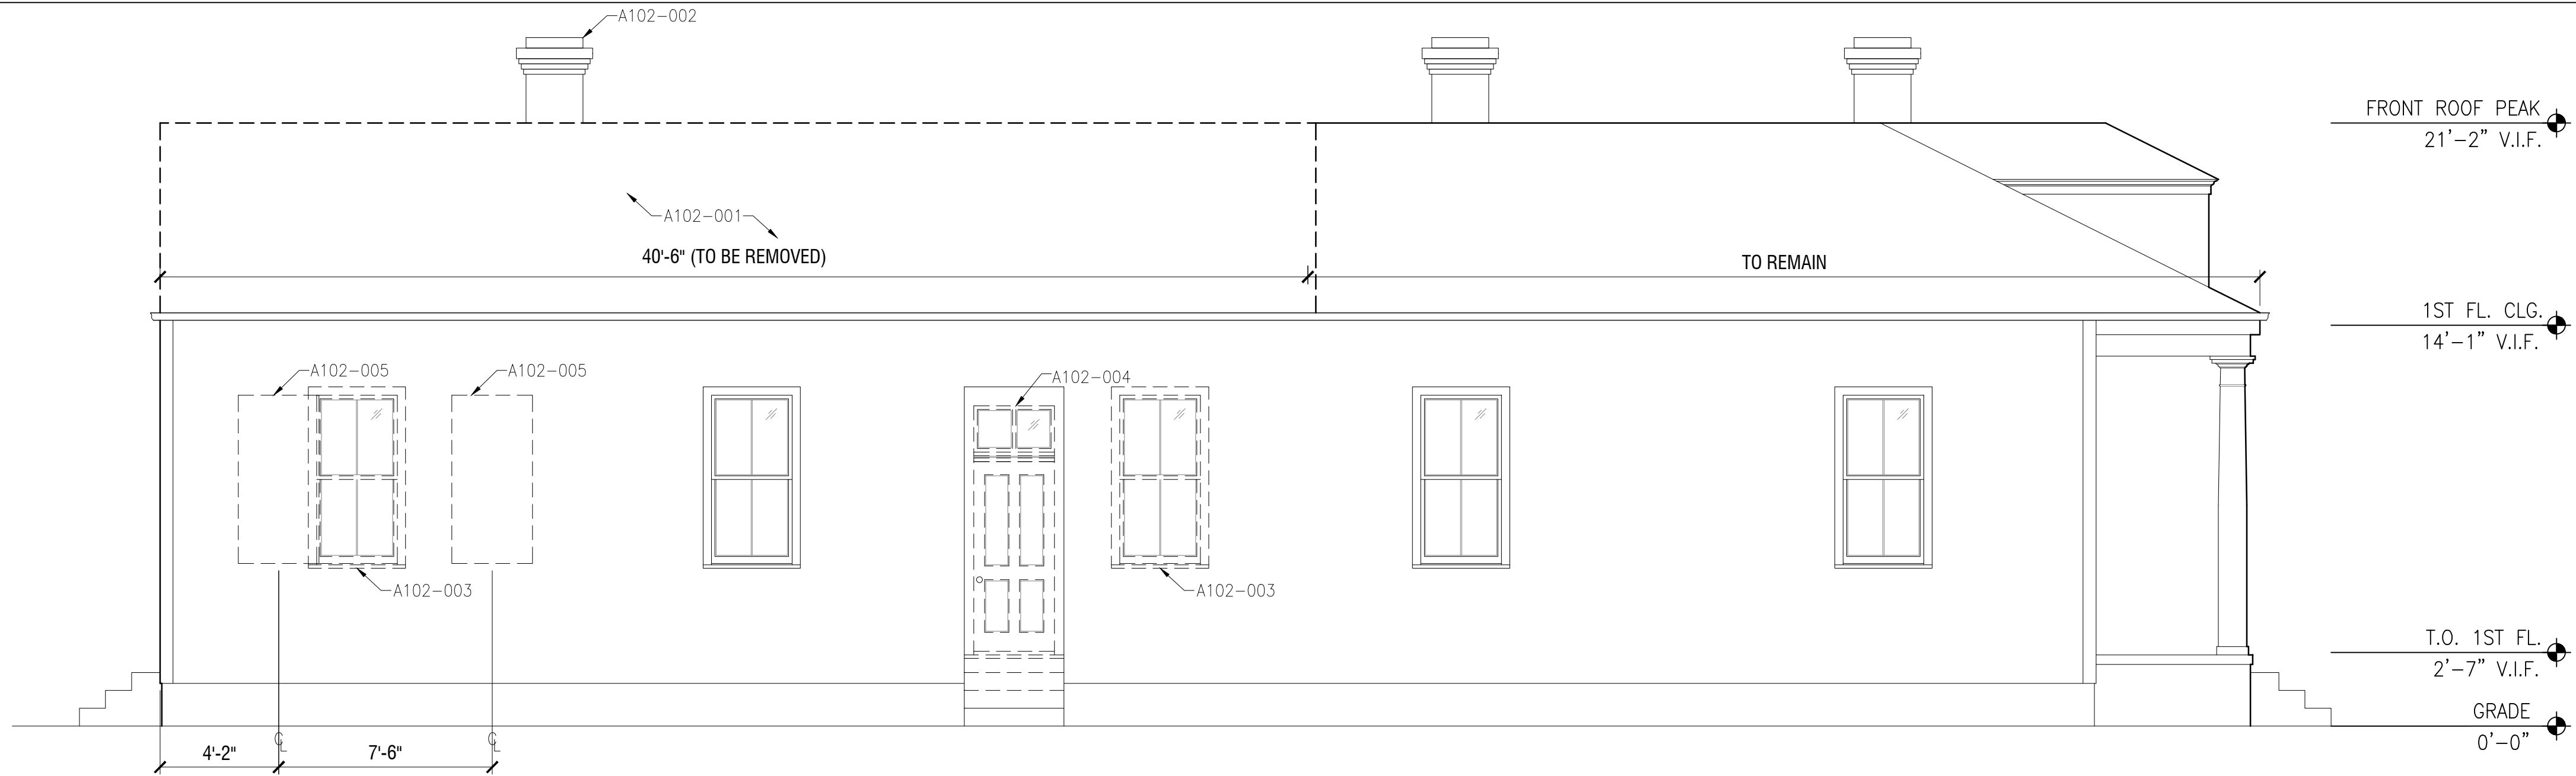 A102-002
FRONT ROOF PEAK
21'-2" V.I.F.
A102-001
40'-6" (TO BE REMOVED)
TO REMAIN
1ST FL. CLG.
14'-1" V.I.F.
A102-005
A102-005
A102-004
A102-003
A102-003
T.O. 1ST FL.
2'-7" V.I.F.
GRADE
0'-0"
CL
CL
4'-2"
7'-6"